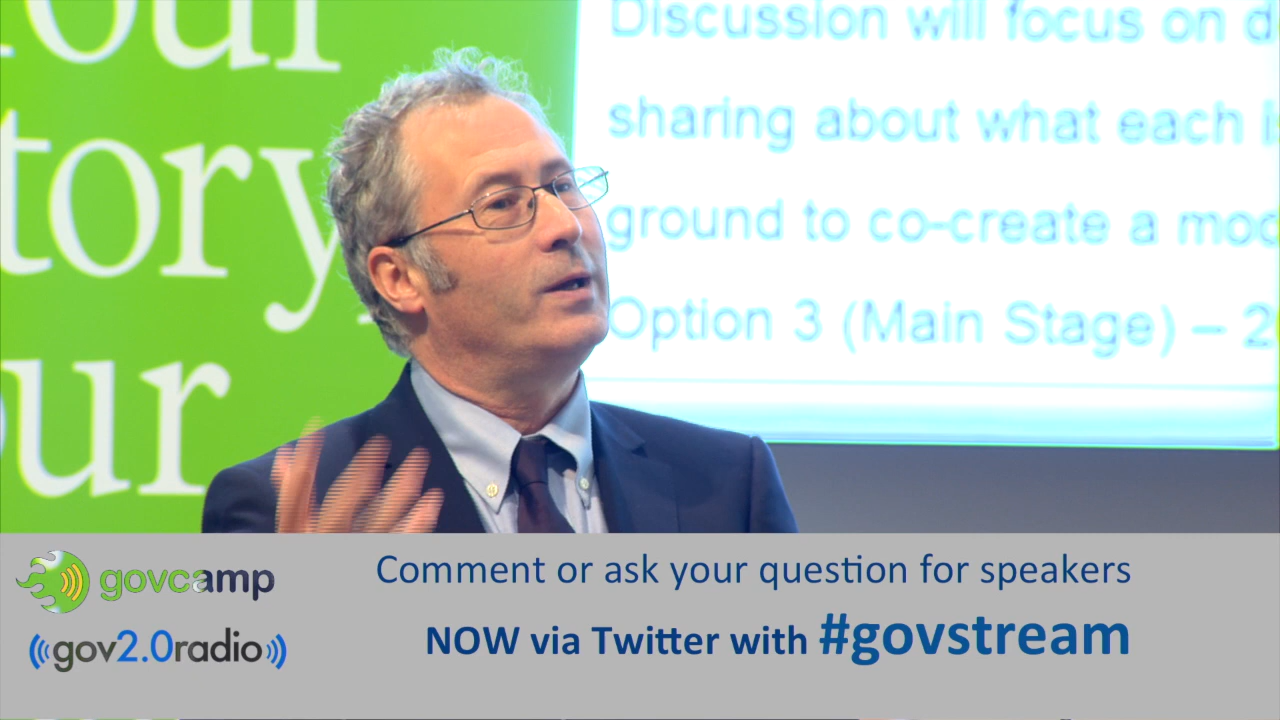 our
tory,
our
Discussion will focus on d
sharing about what each i
ground to co-create a mod
Option 3 (Main Stage) – 2
govcamp
gov2.0radio
Comment or ask your question for speakers
NOW via Twitter with #govstream